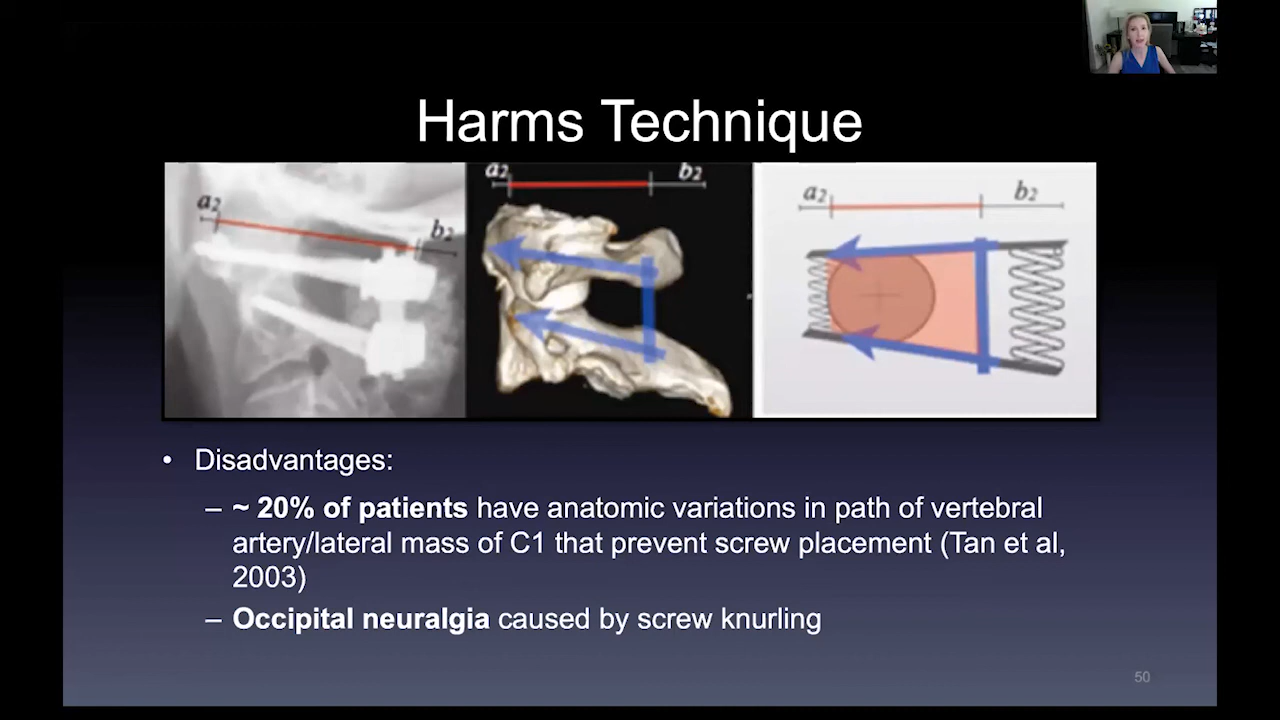 Harms Technique
a2 b2
a2 b2
a2 b2
• Disadvantages:
– ~ 20% of patients have anatomic variations in path of vertebral
artery/lateral mass of C1 that prevent screw placement (Tan et al,
2003)
– Occipital neuralgia caused by screw knurling
50